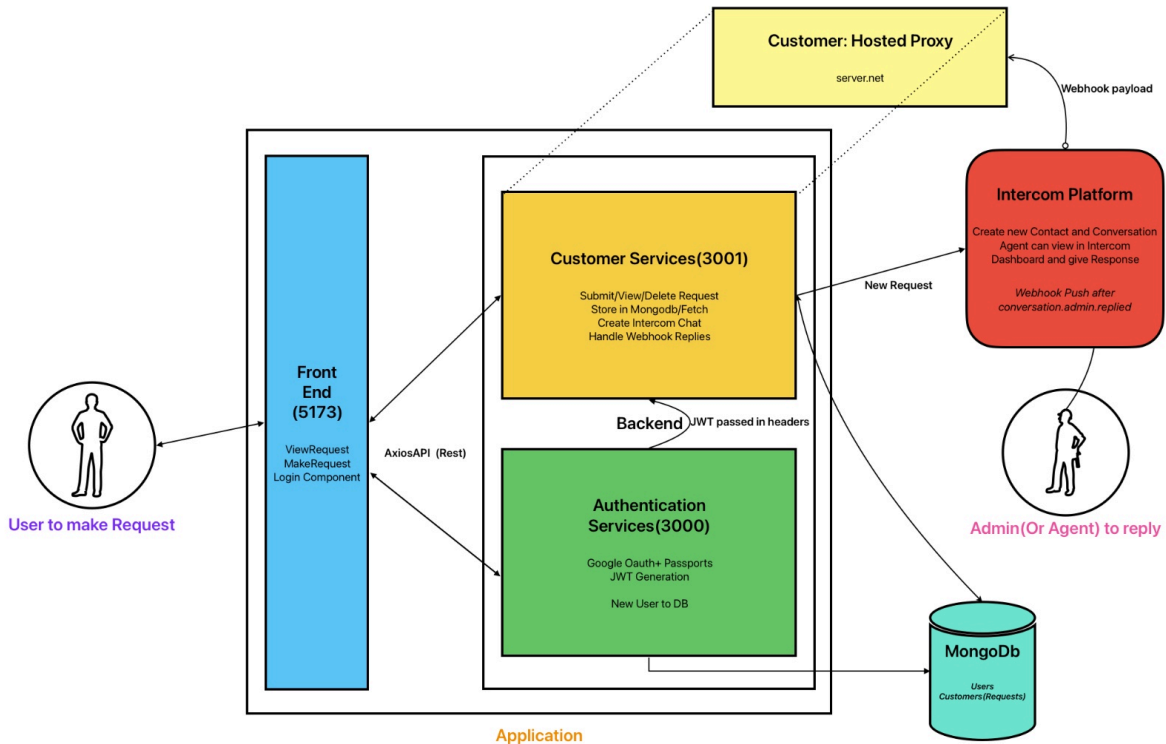 Customer: Hosted Proxy
server.net
Webhook payload
Intercom Platform
Create new Contact and Conversation
Agent can view in Intercom
Dashboard and give Response
Webhook Push after
conversation.admin.replied
New Request
Customer Services(3001)
Submit/View/Delete Request
Store in Mongodb/Fetch
Create Intercom Chat
Handle Webhook Replies
Front
End
(5173)
ViewRequest
MakeRequest
Login Component
AxiosAPI (Rest)
Backend
JWT passed in headers
Authentication
Services(3000)
Google Oauth+ Passports
JWT Generation
New User to DB
User to make Request
Admin(Or Agent) to reply
MongoDb
Users
Customers(Requests)
Application